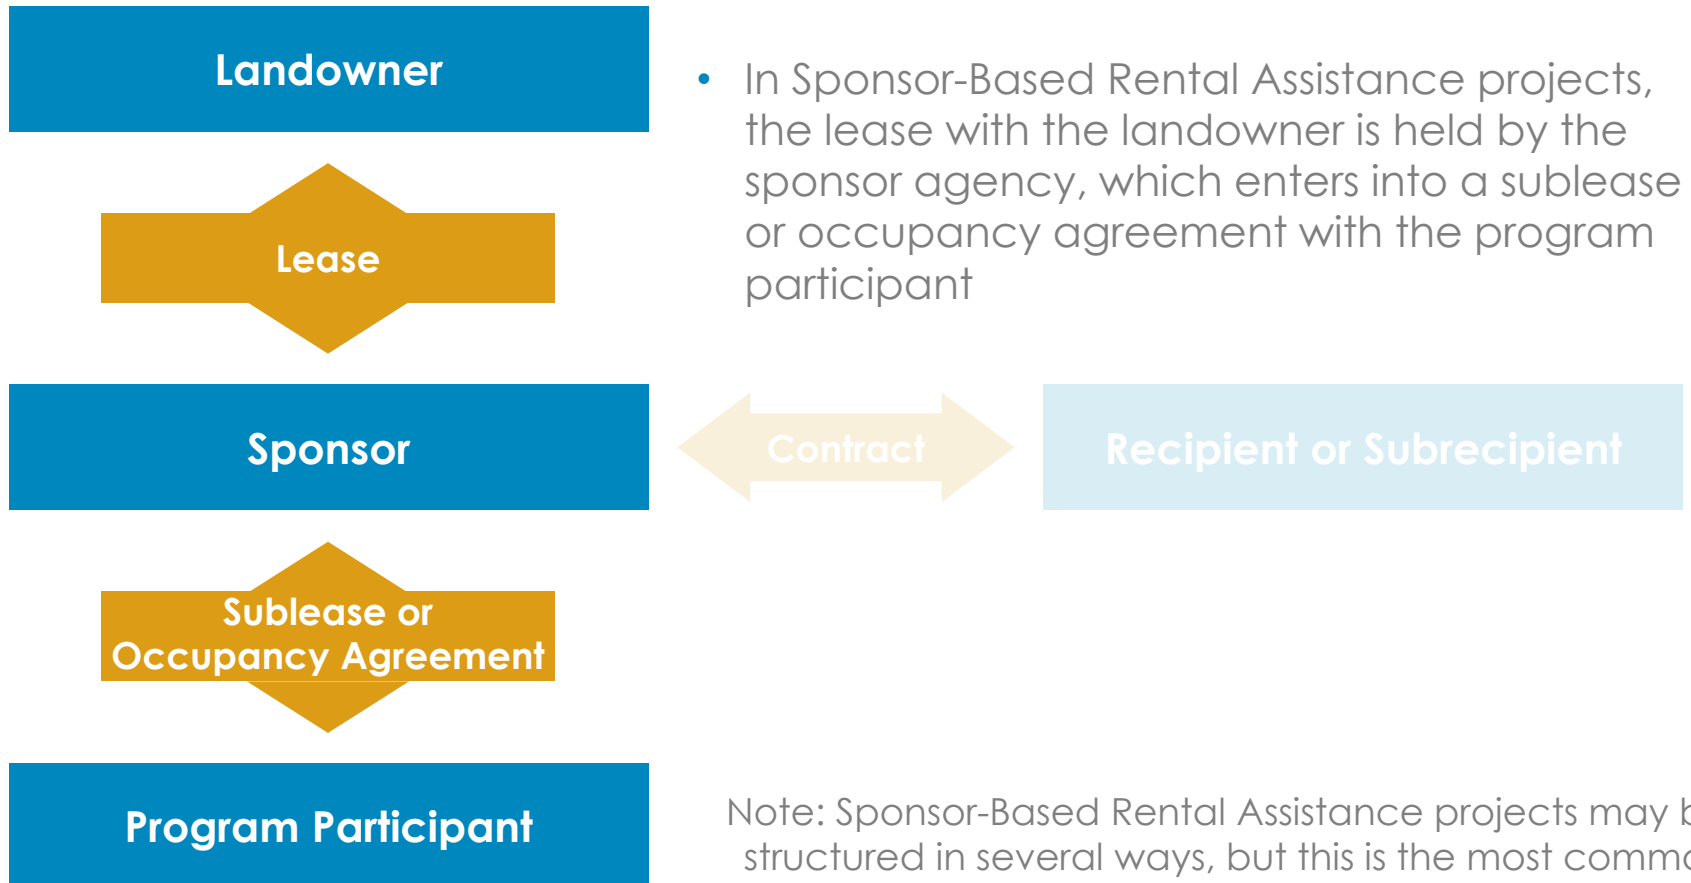 Landowner
• In Sponsor-Based Rental Assistance projects,
the lease with the landowner is held by the
sponsor agency, which enters into a sublease
or occupancy agreement with the program
participant
Lease
Sponsor
Contract
Recipient or Subrecipient
Sublease or
Occupancy Agreement
Program Participant
Note: Sponsor-Based Rental Assistance projects may
structured in several ways, but this is the most